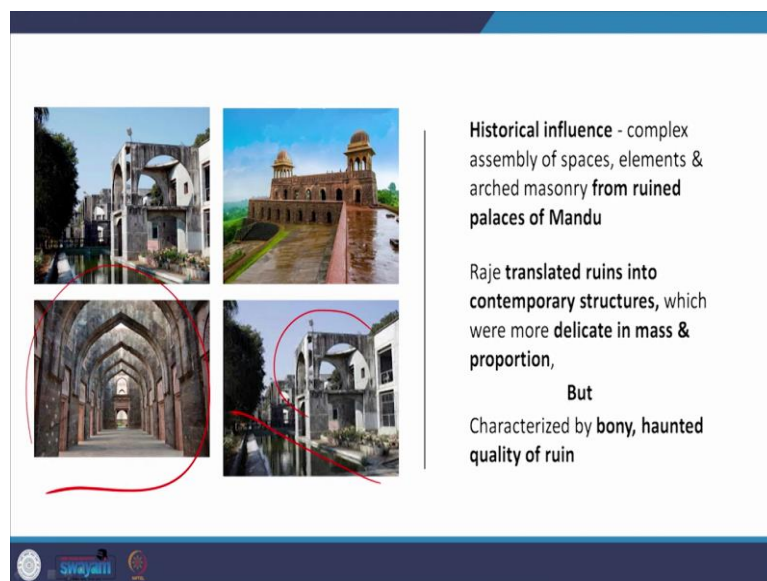 Historical influence - complex
assembly of spaces, elements &
arched masonry from ruined
palaces of Mandu
Raje translated ruins into
contemporary structures, which
were more delicate in mass &
proportion,
But
Characterized by bony, haunted
quality of ruin
swayam